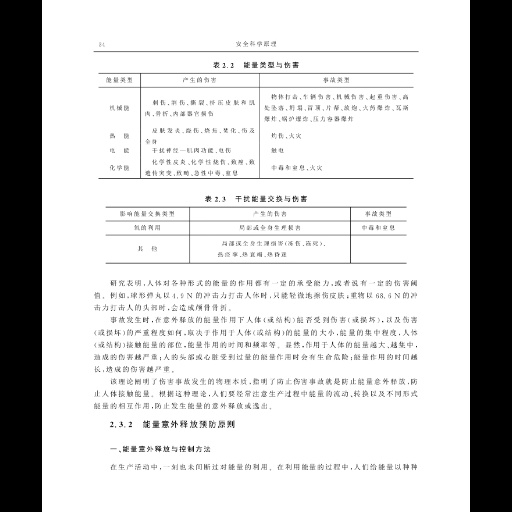 84
安全科学原理
表 2.2 能量类型与伤害
能量类型 产生的伤害 事故类型
机械能 刺伤、割伤、撕裂、挤压皮肤和肌肉、骨折、内部器官损伤 物体打击、车辆伤害、机械伤害、起重伤害、高处坠落、坍塌、冒顶、片帮、放炮、火药爆炸、瓦斯爆炸、锅炉爆炸、压力容器爆炸
热 能 皮肤发炎、烧伤、烧焦、焚化、伤及全身 灼伤、火灾
电 能 干扰神经—肌肉功能、电伤 触电
化学能 化学性皮炎、化学性烧伤、致癌、致遗传突变、致畸、急性中毒、窒息 中毒和窒息、火灾
表 2.3 干扰能量交换与伤害
影响能量交换类型 产生的伤害 事故类型
氧的利用 局部或全身生理损害 中毒和窒息
其 他 局部或全身生理损害(冻伤、冻死)、热痉挛、热衰竭、热昏迷
研究表明,人体对各种形式的能量的作用都有一定的承受能力,或者说有一定的伤害阈
值。例如,球形弹丸以 4.9 N 的冲击力打击人体时,只能轻微地擦伤皮肤;重物以 68.6 N 的冲
击力打击人的头部时,会造成颅骨骨折。
事故发生时,在意外释放的能量作用下人体(或结构)能否受到伤害(或损坏),以及伤害
(或损坏)的严重程度如何,取决于作用于人体(或结构)的能量的大小,能量的集中程度,人体
(或结构)接触能量的部位,能量作用的时间和频率等。显然,作用于人体的能量越大、越集中,
造成的伤害越严重;人的头部或心脏受到过量的能量作用时会有生命危险;能量作用的时间越
长,造成的伤害越严重。
该理论阐明了伤害事故发生的物理本质,指明了防止伤害事故就是防止能量意外释放,防
止人体接触能量。根据这种理论,人们要经常注意生产过程中能量的流动、转换以及不同形式
能量的相互作用,防止发生能量的意外释放或逸出。
2.3.2 能量意外释放预防原则
一、能量意外释放与控制方法
在生产活动中,一刻也未间断过对能量的利用。在利用能量的过程中,人们给能量以种种